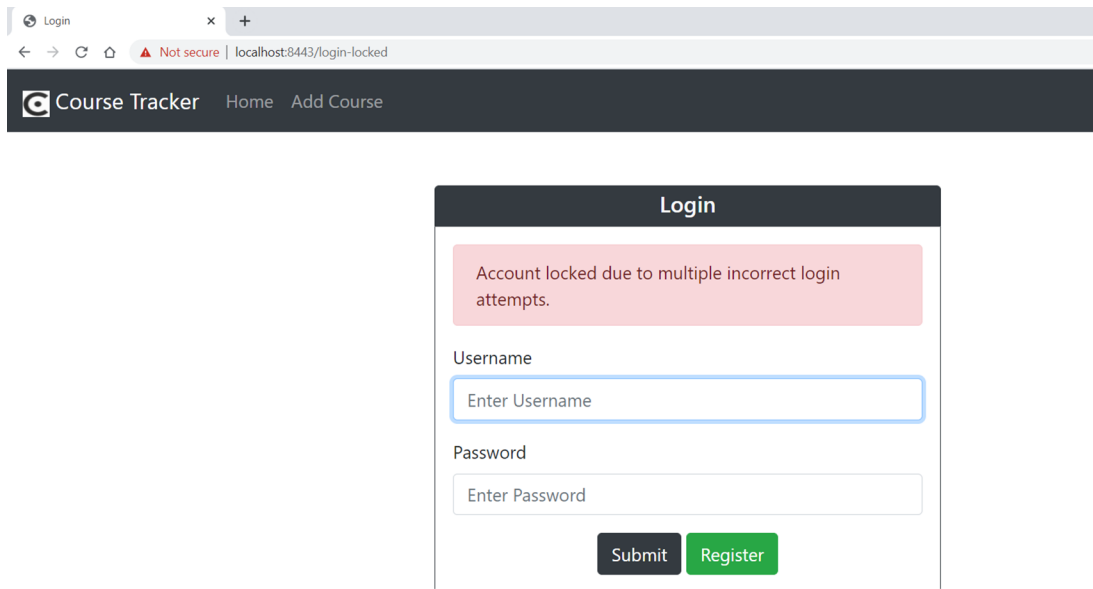 Login
Not secure | localhost:8443/login-locked
Course Tracker Home Add Course
Login
Account locked due to multiple incorrect login
attempts.
Username
Enter Username
Password
Enter Password
Submit Register